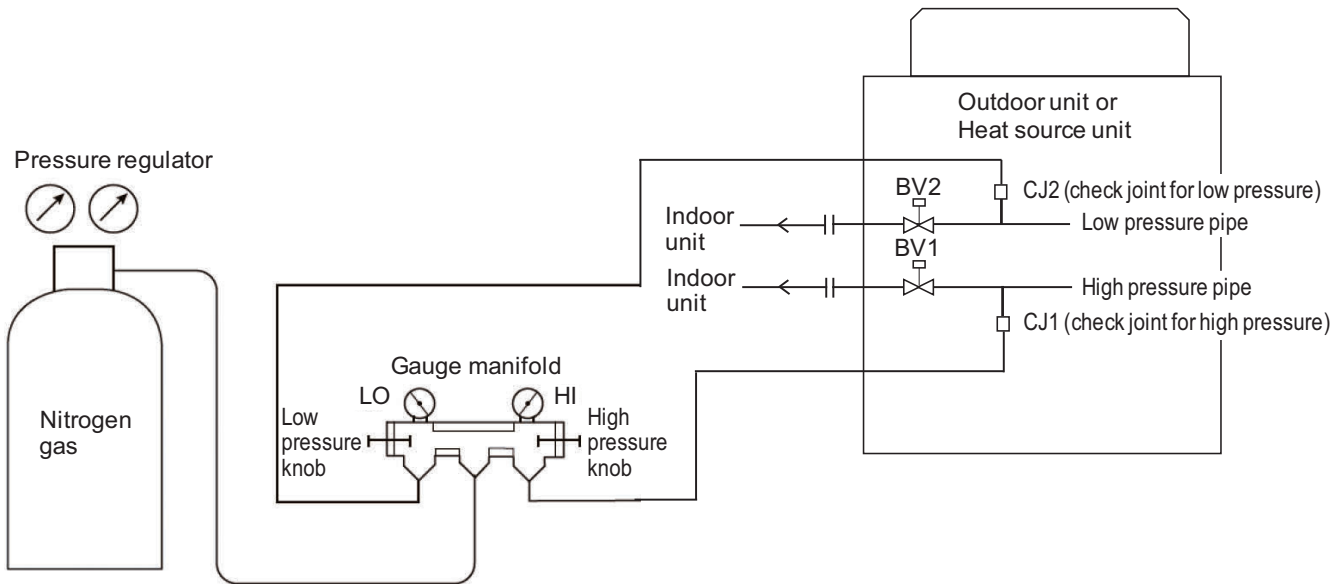 Outdoor unit or
Heat source unit
Pressure regulator
BV2
CJ2 (check joint for low pressure)
Indoor
unit
Low pressure pipe
BV1
Indoor
unit
High pressure pipe
CJ1 (check joint for high pressure)
Gauge manifold
LO
HI
Nitrogen
gas
Low
pressure
knob
High
pressure
knob